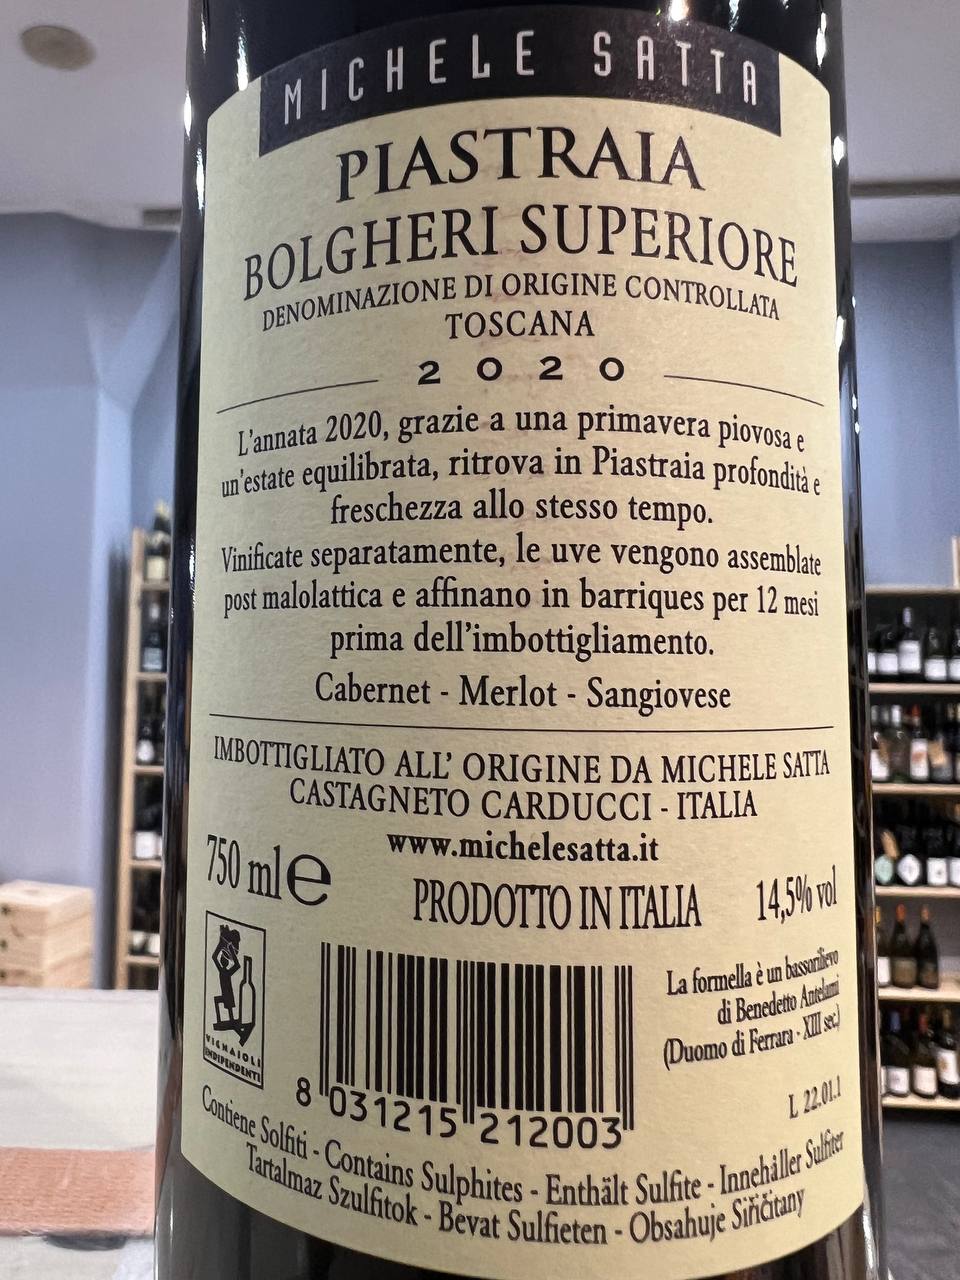 MICHELE SATTA
PIASTRAIA
BOLGHERI SUPERIORE
DENOMINAZIONE DI ORIGINE CONTROLLATA
TOSCANA
2020
L'annata 2020, grazie a una primavera piovosa e
un'estate equilibrata, ritrova in Piastraia profondità e
freschezza allo stesso tempo.
Vinificate separatamente, le uve vengono assemblate
post malolattica e affinano in barriques per 12 mesi
prima dell'imbottigliamento.
Cabernet - Merlot - Sangiovese
IMBOTTIGLIATO ALL' ORIGINE DA MICHELE SATTA
CASTAGNETO CARDUCCI - ITALIA
www.michelesatta.it
750 ml e
PRODOTTO IN ITALIA
14,5% vol
VIGNAIOLI
INDIPENDENTI
8 031215 212003
La formella è un bassorilievo
di Benedetto Antelami
(Duomo di Ferrara - XIII sec.)
L 22.01.1
Contiene Solfiti - Contains Sulphites - Enthält Sulfite - Innehåller Sulfiter
Tartalmaz Szulfitok - Bevat Sulfieten - Obsahuje Siřičitany